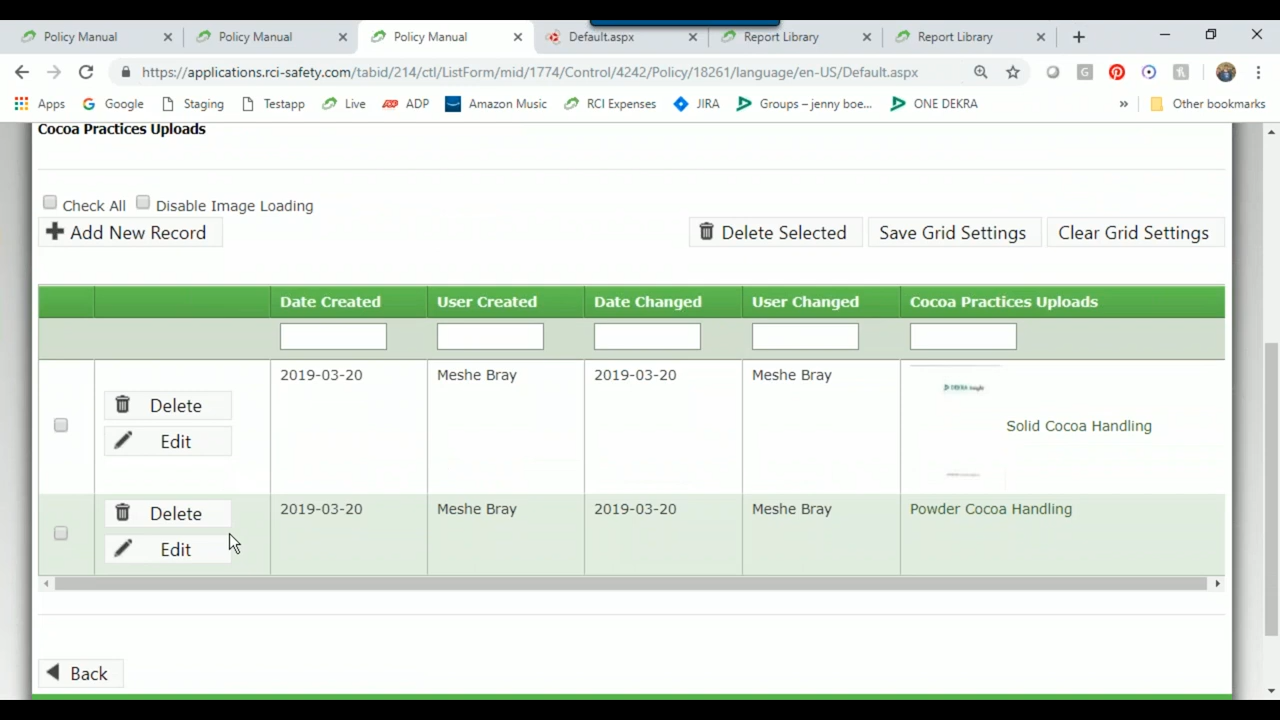 Policy Manual
Policy Manual
Policy Manual
Default.aspx
Report Library
Report Library
https://applications.rci-safety.com/tabid/214/ctl/ListForm/mid/1774/Control/4242/Policy/18261/language/en-US/Default.aspx
Apps Google Staging Testapp Live ADP Amazon Music RCI Expenses JIRA Groups – jenny boe... ONE DEKRA » Other bookmarks
Cocoa Practices Uploads
Check All Disable Image Loading
Add New Record Delete Selected Save Grid Settings Clear Grid Settings
Date Created User Created Date Changed User Changed Cocoa Practices Uploads
2019-03-20 Meshe Bray 2019-03-20 Meshe Bray
DEKRA Insight
Delete
Solid Cocoa Handling
Edit
2019-03-20 Meshe Bray 2019-03-20 Meshe Bray Powder Cocoa Handling
Delete
Edit
Back